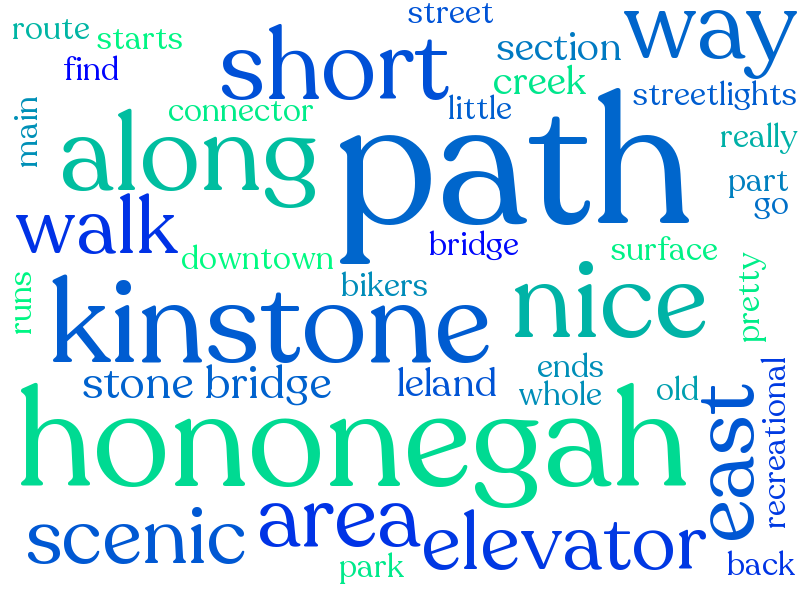 street
way
route
starts
short
section
find
creek
streetlights
connector
little
main
along
path
really
part
go
walk
bridge
surface
downtown
bikers
nice
runs
pretty
kinstone
ends
stone bridge
leland
whole
old
east
recreational
hononegah
scenic
area
elevator
park
back